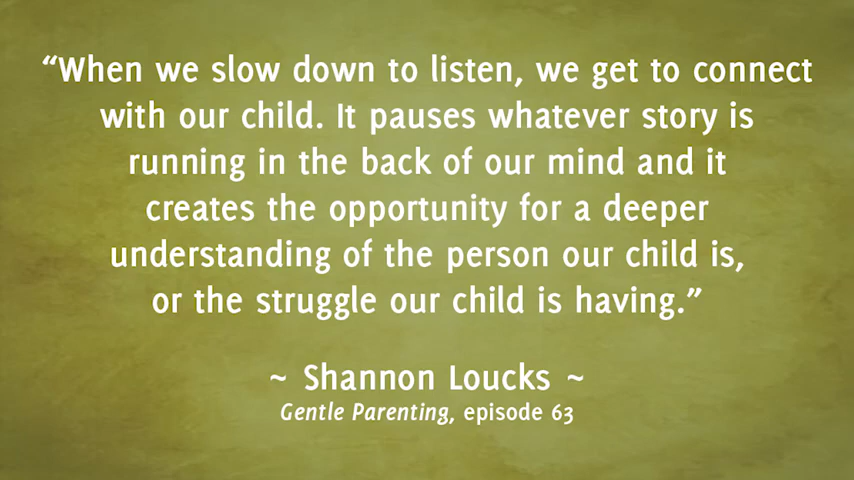 “When we slow down to listen, we get to connect
with our child. It pauses whatever story is
running in the back of our mind and it
creates the opportunity for a deeper
understanding of the person our child is,
or the struggle our child is having.”
~ Shannon Loucks ~
Gentle Parenting, episode 63